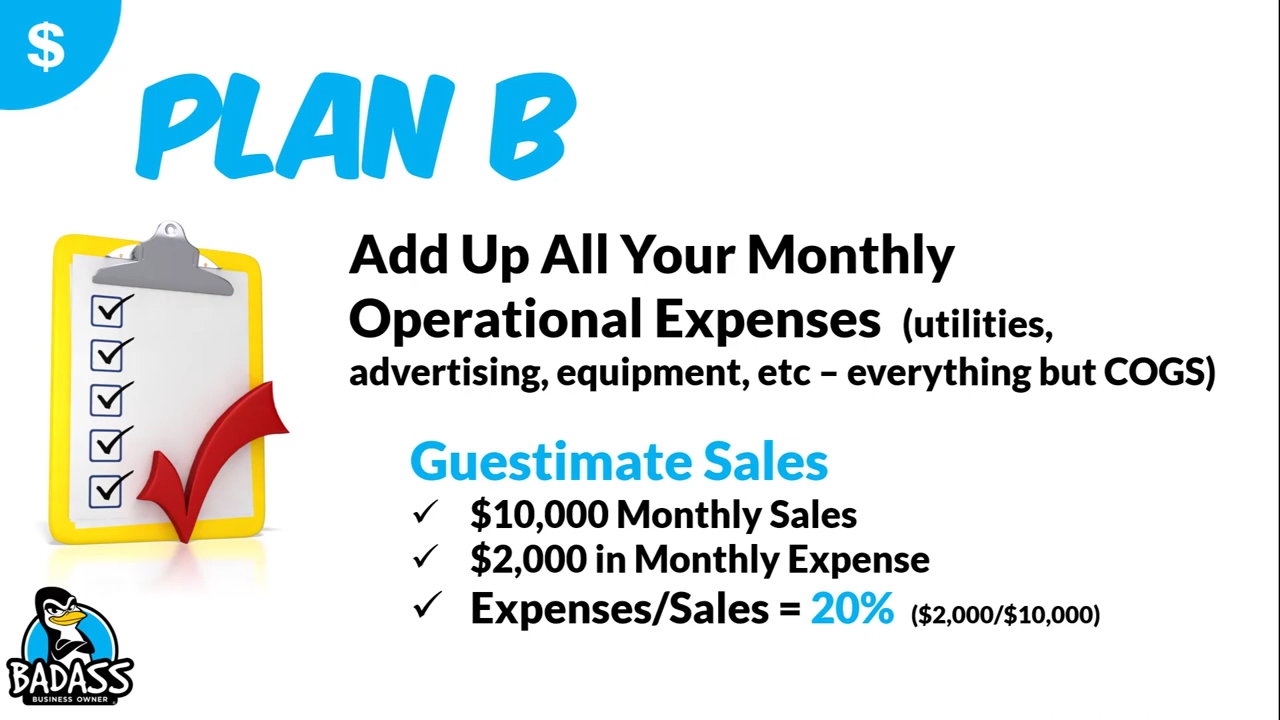 $
PLAN B
Add Up All Your Monthly
Operational Expenses (utilities,
advertising, equipment, etc – everything but COGS)
Guestimate Sales
✓ $10,000 Monthly Sales
✓ $2,000 in Monthly Expense
✓ Expenses/Sales = 20% ($2,000/$10,000)
BADASS
BUSINESS OWNER